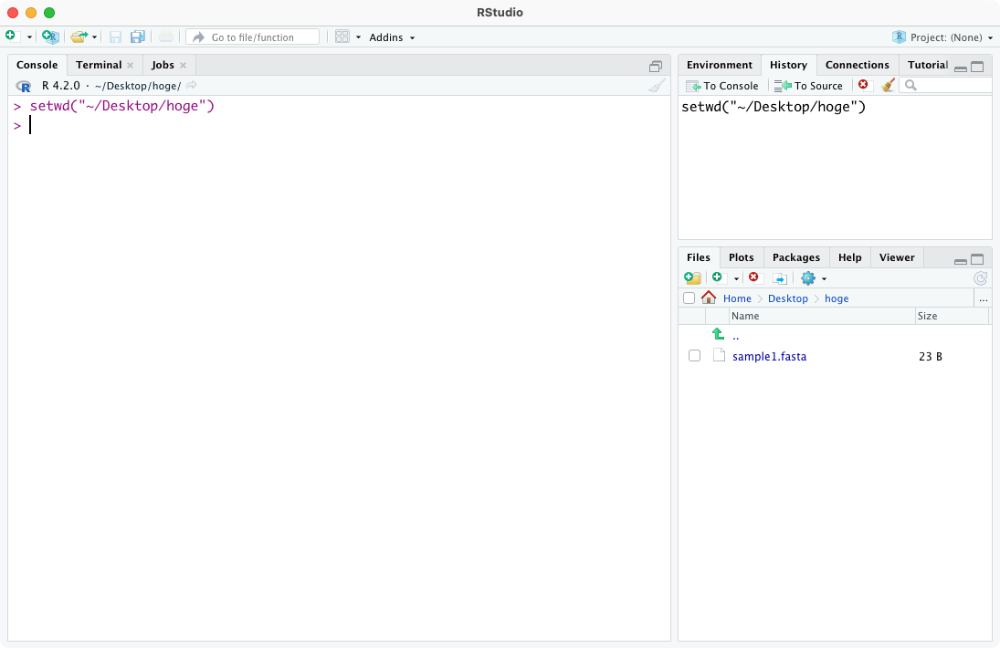 RStudio
Go to file/function
Addins
Project: (None)
Console Terminal Jobs
R 4.2.0 · ~/Desktop/hoge/
> setwd("~/Desktop/hoge")
>
Environment History Connections Tutorial
To Console To Source
setwd("~/Desktop/hoge")
Files Plots Packages Help Viewer
Home Desktop hoge ...
Name Size
..
sample1.fasta 23 B